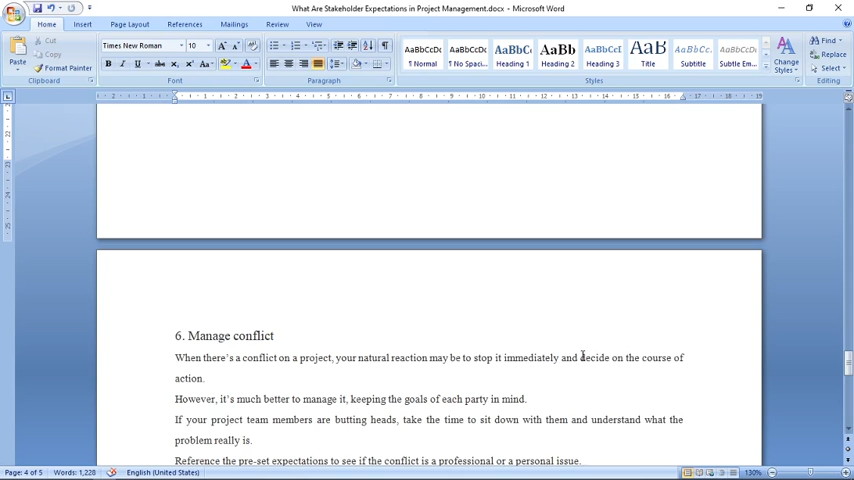 What Are Stakeholder Expectations in Project Management.docx - Microsoft Word
Home Insert Page Layout References Mailings Review View
Cut
Copy
Format Painter
Paste
Clipboard
Times New Roman 10
Font
Paragraph
AaBbCcDc AaBbCcDc AaBbC AaBb AaBbCcI AaB AaBbCc. AaBbCcDc
¶ Normal ¶ No Spaci... Heading 1 Heading 2 Heading 3 Title Subtitle Subtle Em...
Change Styles
Styles
Find
Replace
Select
Editing
6. Manage conflict
When there's a conflict on a project, your natural reaction may be to stop it immediately and decide on the course of
action.
However, it's much better to manage it, keeping the goals of each party in mind.
If your project team members are butting heads, take the time to sit down with them and understand what the
problem really is.
Reference the pre-set expectations to see if the conflict is a professional or a personal issue.
Page: 4 of 5 Words: 1,228 English (United States) 130%